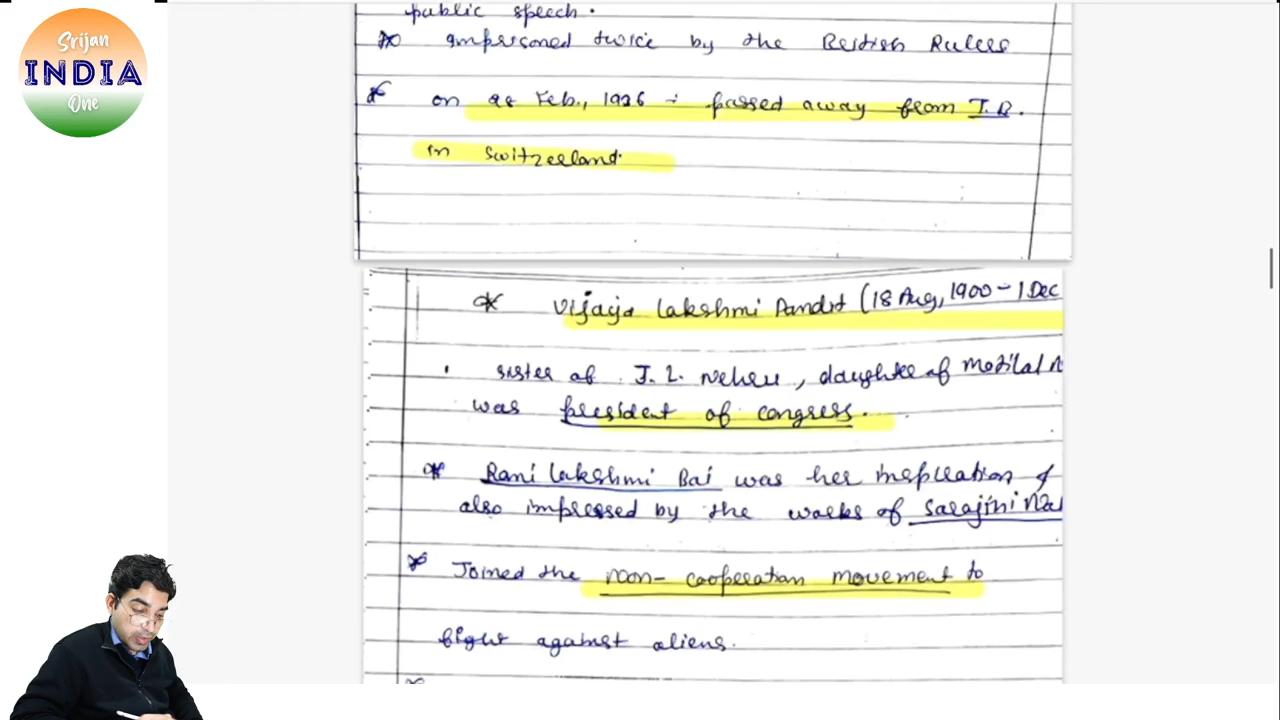 Srijan
INDIA
One
public speech.
* Imprisoned twice by the British Rulers
* On 28 Feb., 1936 - passed away from T.B.
in Switzerland.
* Vijaya Lakshmi Pandit (18 Aug, 1900 - 1 Dec
• sister of J. L. Nehru, daughter of Motilal N
was president of congress.
* Rani Lakshmi Bai was her inspiration &
also impressed by the works of Sarojini Na
* Joined the non-cooperation movement to
fight against aliens.